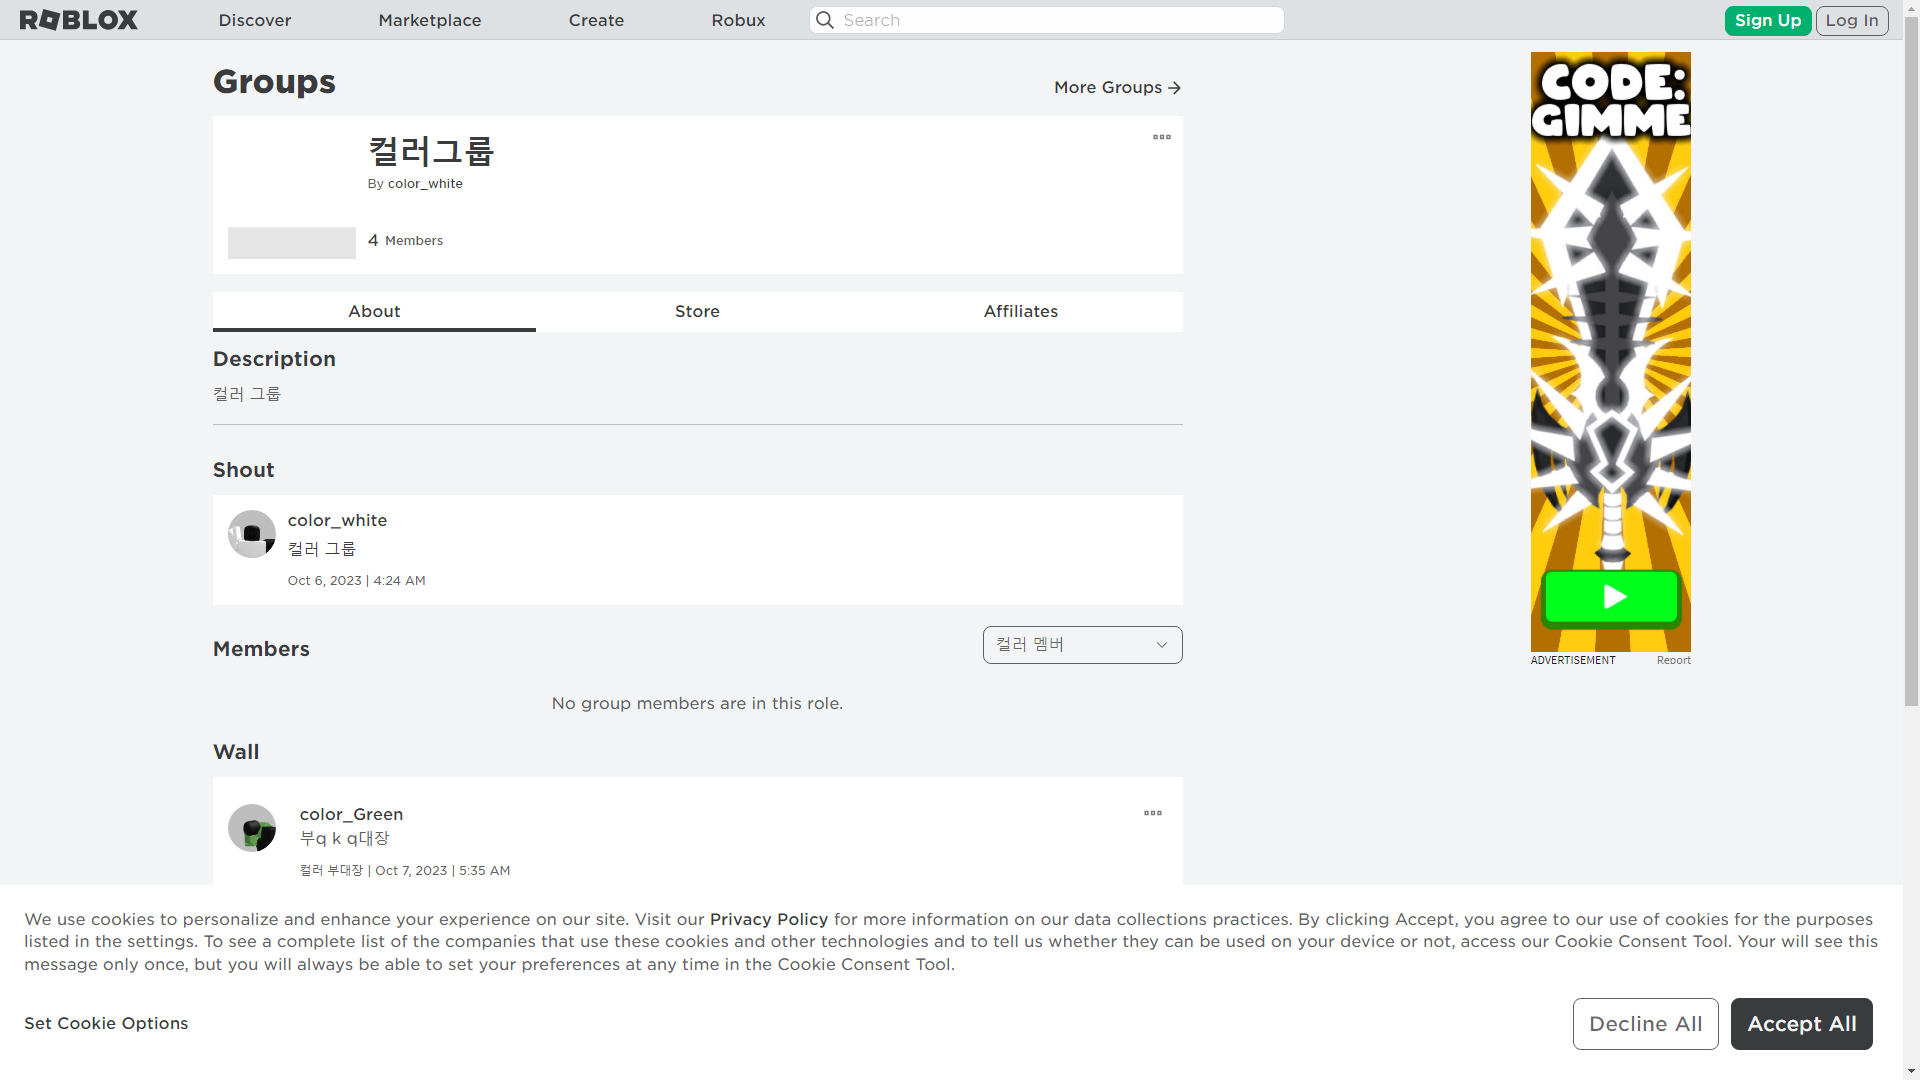 ROBLOX
Discover
Marketplace
Create
Robux
Search
Sign Up
Log In
Groups
More Groups
컬러그룹
By color_white
4 Members
About
Store
Affiliates
Description
컬러 그룹
Shout
color_white
컬러 그룹
Oct 6, 2023 | 4:24 AM
Members
컬러 멤버
No group members are in this role.
Wall
color_Green
부q k q대장
컬러 부대장 | Oct 7, 2023 | 5:35 AM
CODE:
GIMME
ADVERTISEMENT
Report
We use cookies to personalize and enhance your experience on our site. Visit our Privacy Policy for more information on our data collections practices. By clicking Accept, you agree to our use of cookies for the purposes
listed in the settings. To see a complete list of the companies that use these cookies and other technologies and to tell us whether they can be used on your device or not, access our Cookie Consent Tool. Your will see this
message only once, but you will always be able to set your preferences at any time in the Cookie Consent Tool.
Set Cookie Options
Decline All
Accept All